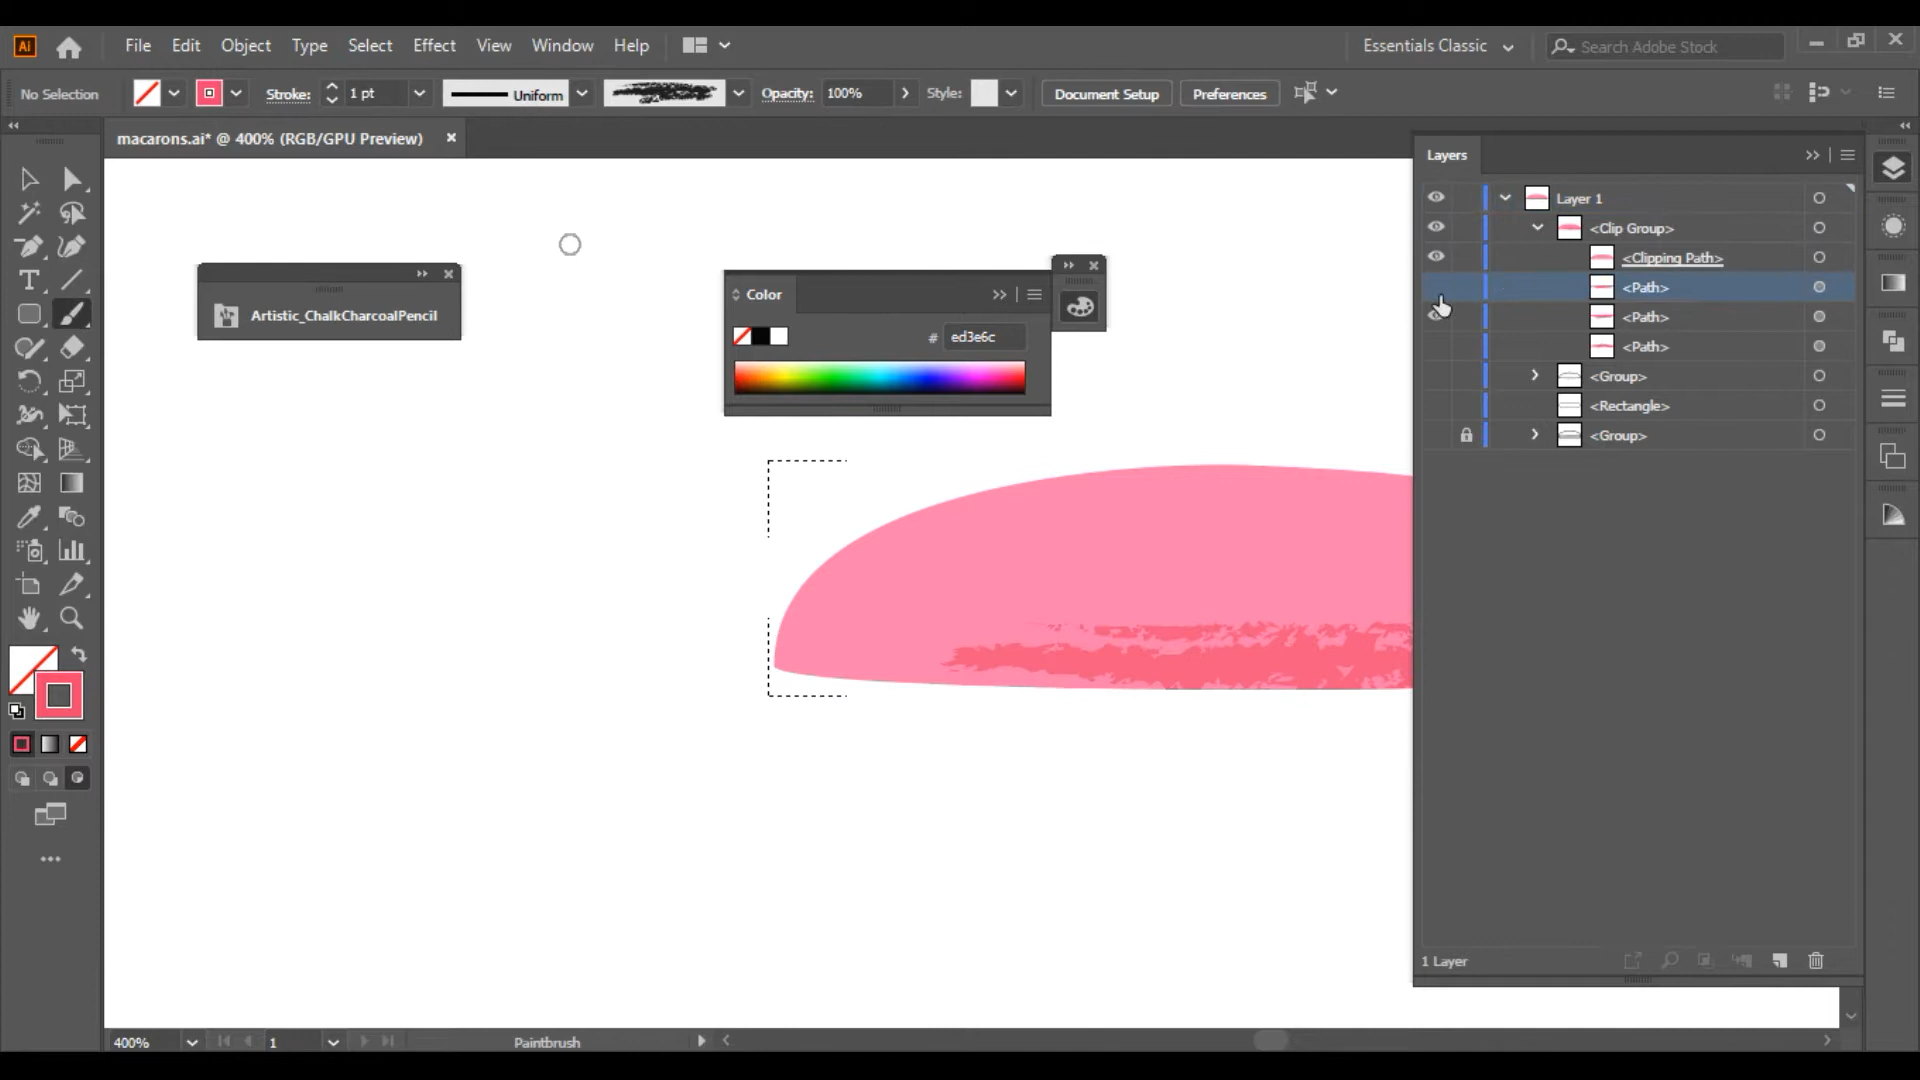 Ai File Edit Object Type Select Effect View Window Help Essentials Classic Search Adobe Stock
No Selection Stroke: 1 pt Uniform Opacity: 100% Style: Document Setup Preferences
macarons.ai* @ 400% (RGB/GPU Preview)
Layers
Layer 1
<Clip Group>
<Clipping Path>
<Path>
<Path>
<Path>
<Group>
<Rectangle>
<Group>
Artistic_ChalkCharcoalPencil
Color
# ed3e6c
1 Layer
400% 1 Paintbrush